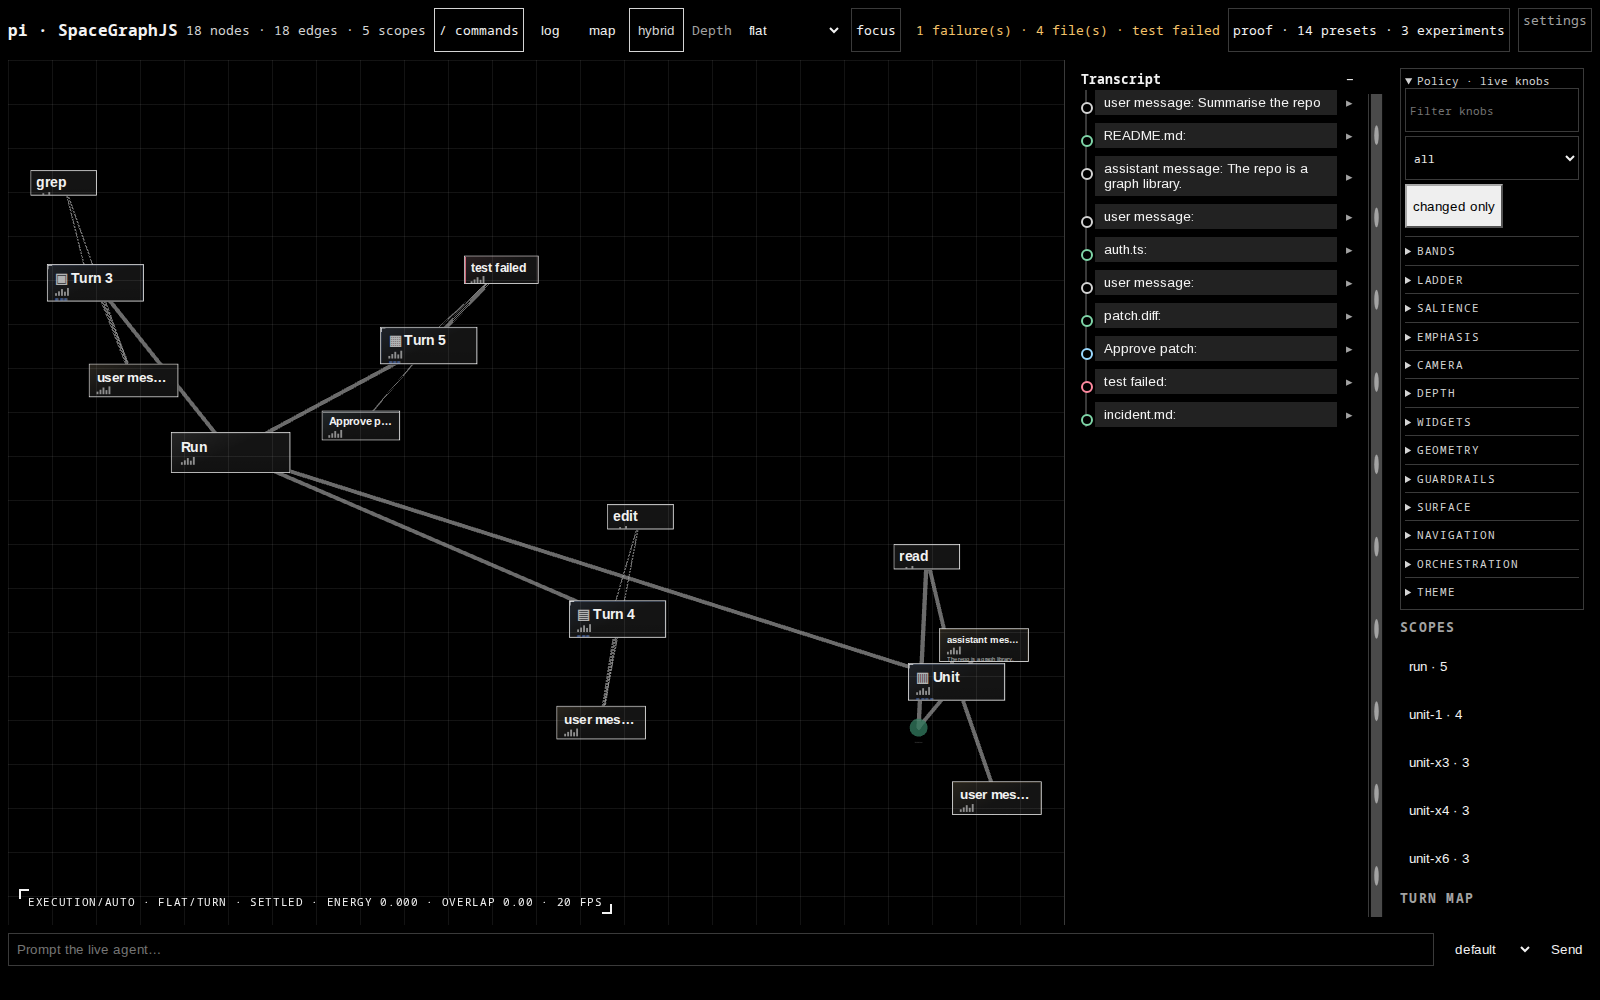 pi · SpaceGraphJS 18 nodes · 18 edges · 5 scopes / commands log map hybrid Depth flat focus 1 failure(s) · 4 file(s) · test failed proof · 14 presets · 3 experiments settings
grep
Turn 3
user mes…
Run
test failed
Turn 5
Approve p…
edit
Turn 4
user mes…
read
assistant mes…
The repo is a graph library.
Unit
user mes…
EXECUTION/AUTO · FLAT/TURN · SETTLED · ENERGY 0.000 · OVERLAP 0.00 · 20 FPS
Transcript –
user message: Summarise the repo
README.md:
assistant message: The repo is a
graph library.
user message:
auth.ts:
user message:
patch.diff:
Approve patch:
test failed:
incident.md:
Policy · live knobs
Filter knobs
all
changed only
BANDS
LADDER
SALIENCE
EMPHASIS
CAMERA
DEPTH
WIDGETS
GEOMETRY
GUARDRAILS
SURFACE
NAVIGATION
ORCHESTRATION
THEME
SCOPES
run · 5
unit-1 · 4
unit-x3 · 3
unit-x4 · 3
unit-x6 · 3
TURN MAP
Prompt the live agent… default Send